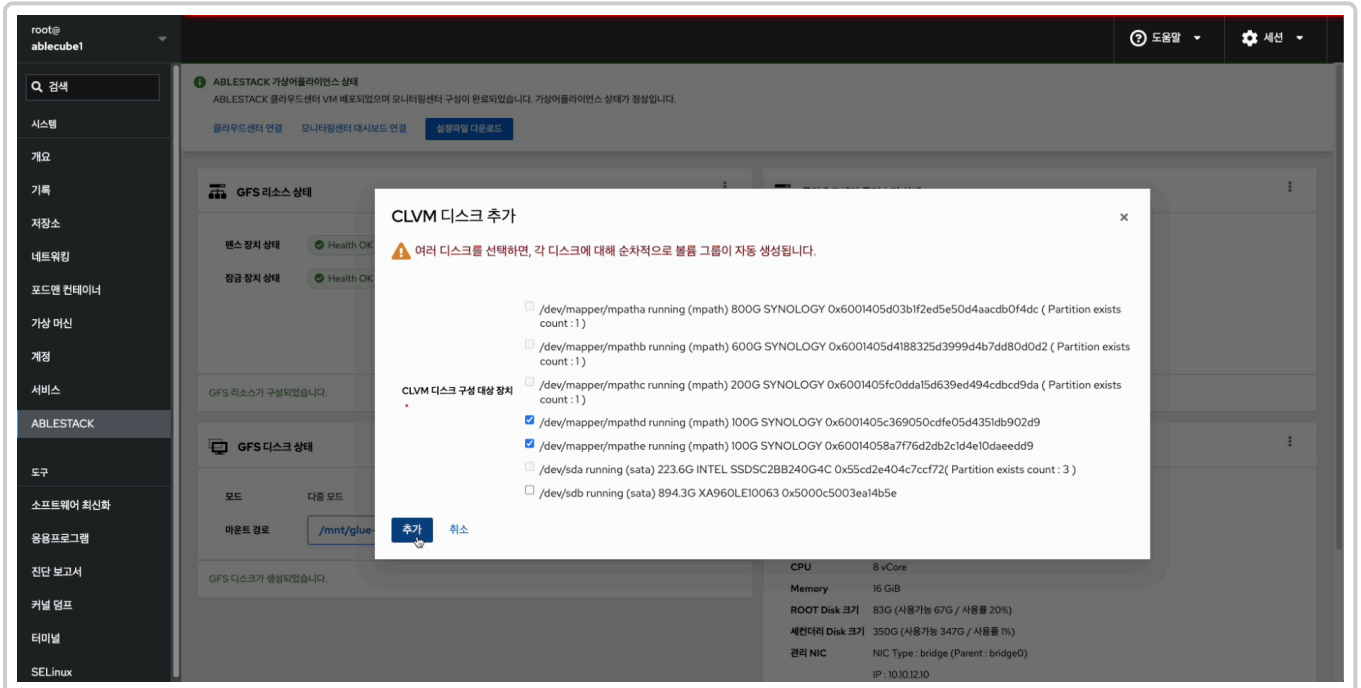 root@
ablecube1
도움말
세션
검색
시스템
개요
기록
저장소
네트워킹
포드맨 컨테이너
가상 머신
계정
서비스
ABLESTACK
도구
소프트웨어 최신화
응용프로그램
진단 보고서
커널 덤프
터미널
SELinux
ABLESTACK 가상어플라이언스 상태
ABLESTACK 클라우드센터 VM 배포되었으며 모니터링센터 구성이 완료되었습니다. 가상어플라이언스 상태가 정상입니다.
클라우드센터 연결 모니터링센터 대시보드 연결 설정파일 다운로드
GFS 리소스 상태
펜스 장치 상태 Health OK
잠금 장치 상태 Health OK
GFS 리소스가 구성되었습니다.
GFS 디스크 상태
모드 다중 모드
마운트 경로 /mnt/glue-
GFS 디스크가 생성되었습니다.
CLVM 디스크 추가
여러 디스크를 선택하면, 각 디스크에 대해 순차적으로 볼륨 그룹이 자동 생성됩니다.
CLVM 디스크 구성 대상 장치
*
/dev/mapper/mpatha running (mpath) 800G SYNOLOGY 0x6001405d03b1f2ed5e50d4aacdb0f4dc ( Partition exists
count : 1 )
/dev/mapper/mpathb running (mpath) 600G SYNOLOGY 0x6001405d4188325d3999d4b7dd80d0d2 ( Partition exists
count : 1 )
/dev/mapper/mpathc running (mpath) 200G SYNOLOGY 0x6001405fc0dda15d639ed494cdbcd9da ( Partition exists
count : 1 )
/dev/mapper/mpathd running (mpath) 100G SYNOLOGY 0x6001405c369050cdfe05d4351db902d9
/dev/mapper/mpathe running (mpath) 100G SYNOLOGY 0x60014058a7f76d2db2c1d4e10daeedd9
/dev/sda running (sata) 223.6G INTEL SSDSC2BB240G4C 0x55cd2e404c7ccf72( Partition exists count : 3 )
/dev/sdb running (sata) 894.3G XA960LE10063 0x5000c5003ea14b5e
추가 취소
CPU 8 vCore
Memory 16 GiB
ROOT Disk 크기 83G (사용가능 67G / 사용률 20%)
세컨더리 Disk 크기 350G (사용가능 347G / 사용률 1%)
관리 NIC NIC Type : bridge (Parent : bridge0)
IP : 10.10.12.10